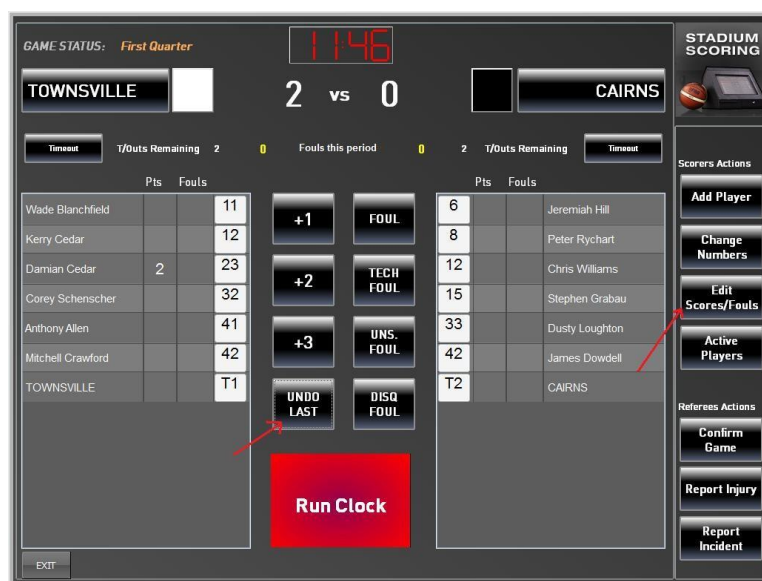 GAME STATUS: First Quarter
11:46
STADIUM
SCORING
TOWNSVILLE
2 vs 0
CAIRNS
Timeout T/Outs Remaining 2 0 Fouls this period 0 2 T/Outs Remaining Timeout
Pts Fouls
Wade Blanchfield 11
Kerry Cedar 12
Damian Cedar 2 23
Corey Schenscher 32
Anthony Allen 41
Mitchell Crawford 42
TOWNSVILLE T1
+1
FOUL
+2
TECH
FOUL
+3
UNS.
FOUL
UNDO
LAST
DISQ
FOUL
Run Clock
Pts Fouls
6 Jeremiah Hill
8 Peter Rychart
12 Chris Williams
15 Stephen Grabau
33 Dusty Loughton
42 James Dowdell
T2 CAIRNS
Scorers Actions
Add Player
Change
Numbers
Edit
Scores/Fouls
Active
Players
Referees Actions
Confirm
Game
Report Injury
Report
Incident
EXIT